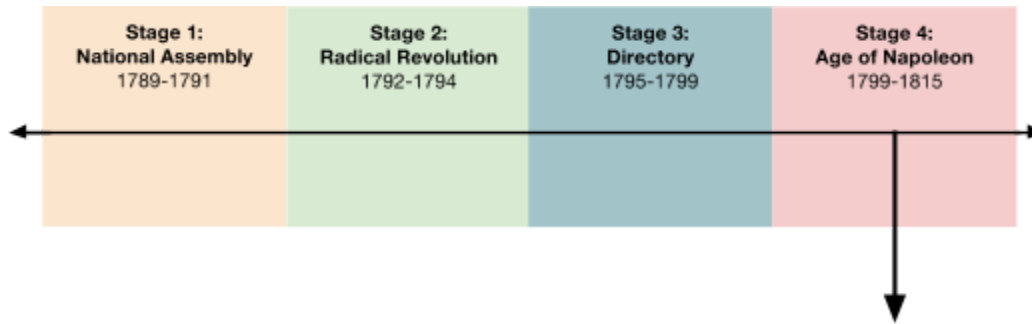 Stage 1:
National Assembly
1789-1791
Stage 2:
Radical Revolution
1792-1794
Stage 3:
Directory
1795-1799
Stage 4:
Age of Napoleon
1799-1815